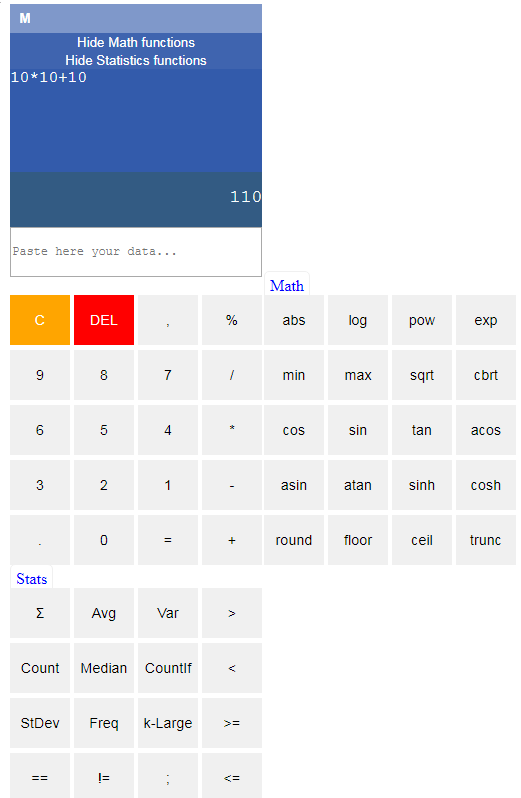 M
Hide Math functions
Hide Statistics functions
10*10+10
110
Paste here your data...
Math
C DEL , % abs log pow exp
9 8 7 / min max sqrt cbrt
6 5 4 * cos sin tan acos
3 2 1 - asin atan sinh cosh
. 0 = + round floor ceil trunc
Stats
Σ Avg Var >
Count Median CountIf <
StDev Freq k-Large >=
== != ; <=